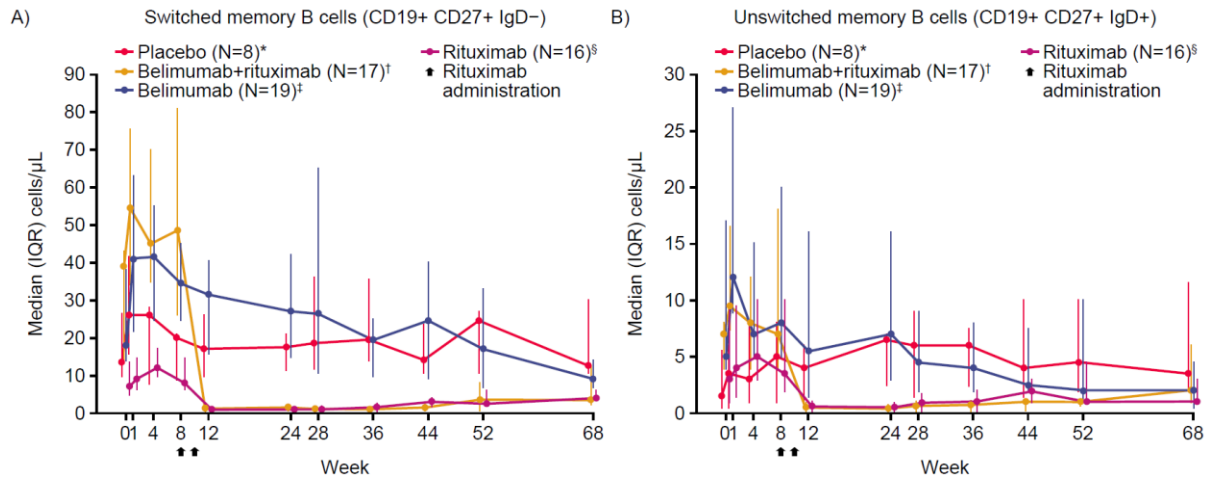 A) Switched memory B cells (CD19+ CD27+ IgD−)
Placebo (N=8)*
Belimumab+rituximab (N=17)†
Belimumab (N=19)‡
Rituximab (N=16)§
Rituximab
administration
Median (IQR) cells/μL
90
80
70
60
50
40
30
20
10
0
0 1 4 8 12 24 28 36 44 52 68
Week
B) Unswitched memory B cells (CD19+ CD27+ IgD+)
Placebo (N=8)*
Belimumab+rituximab (N=17)†
Belimumab (N=19)‡
Rituximab (N=16)§
Rituximab
administration
Median (IQR) cells/μL
30
25
20
15
10
5
0
0 1 4 8 12 24 28 36 44 52 68
Week